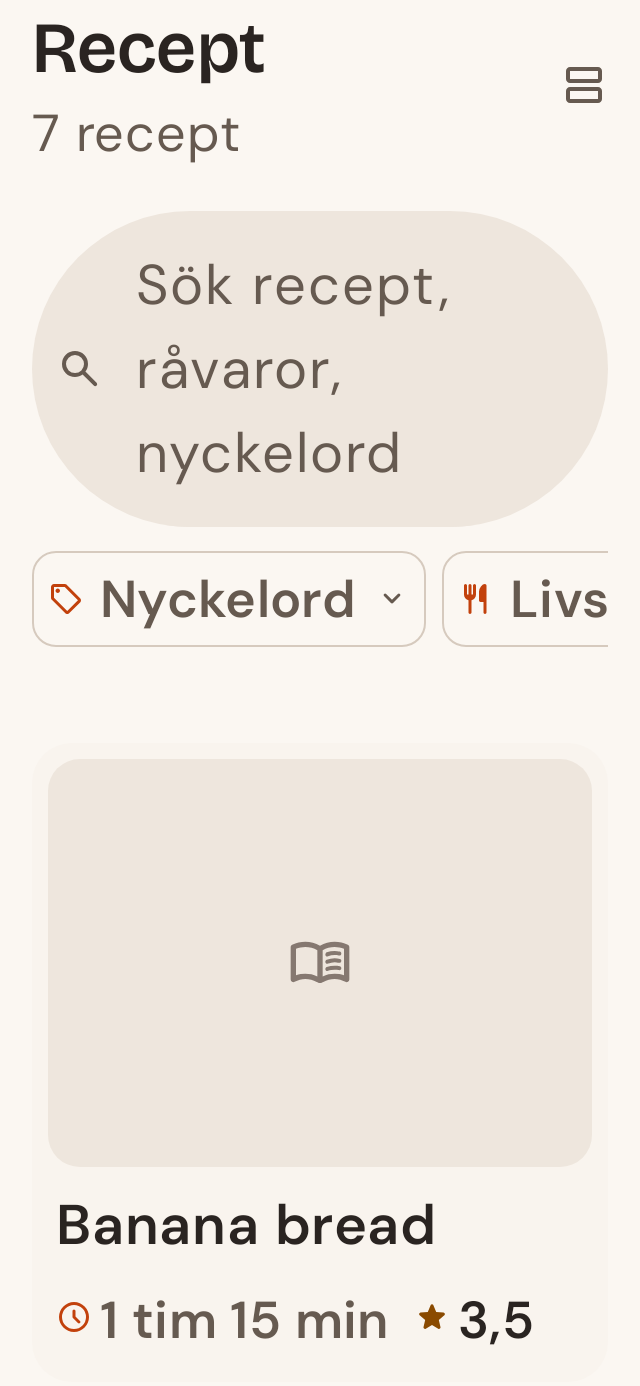 Recept
7 recept
Sök recept,
råvaror,
nyckelord
Nyckelord
Livs
Banana bread
1 tim 15 min
3,5